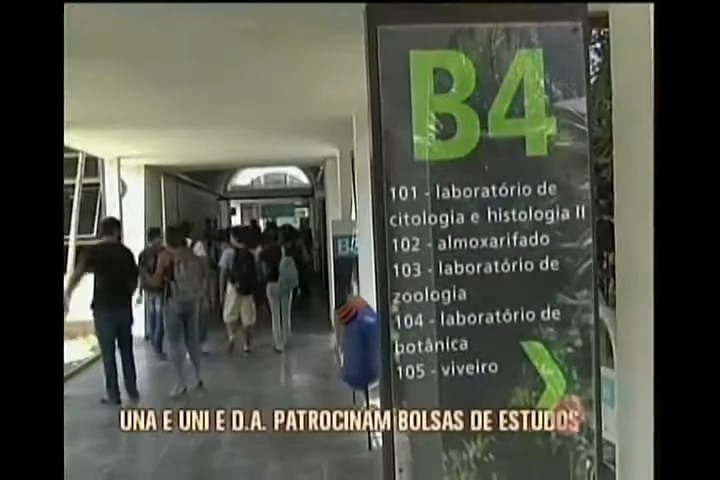 B4
101 - laboratório de
citologia e histologia II
102 - almoxarifado
103 - laboratório de
zoologia
104 - laboratório de
botânica
105 - viveiro
B
UNA E UNI E D.A. PATROCINAM BOLSAS DE ESTUDOS